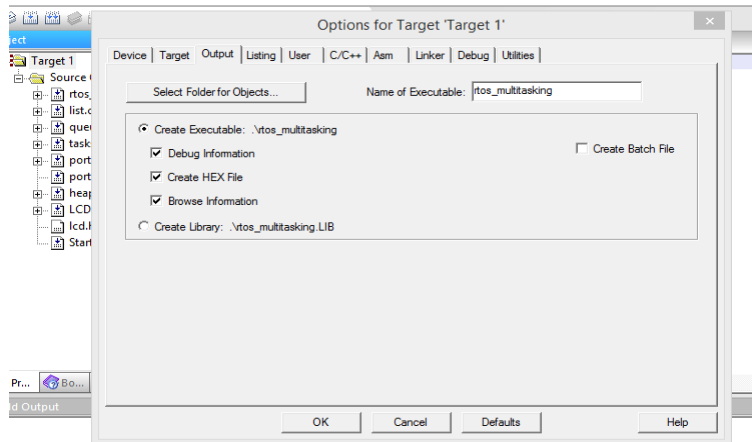 Options for Target 'Target 1'
ject
Device Target Output Listing User C/C++ Asm Linker Debug Utilities
Target 1
Source
rtos_
list.c
queu
task
port
port
heap
LCD
lcd.
Start
Select Folder for Objects...
Name of Executable: rtos_multitasking
Create Executable: .\rtos_multitasking
Debug Information
Create HEX File
Browse Information
Create Batch File
Create Library: .\rtos_multitasking.LIB
Pr... Bo...
ld Output
OK Cancel Defaults Help